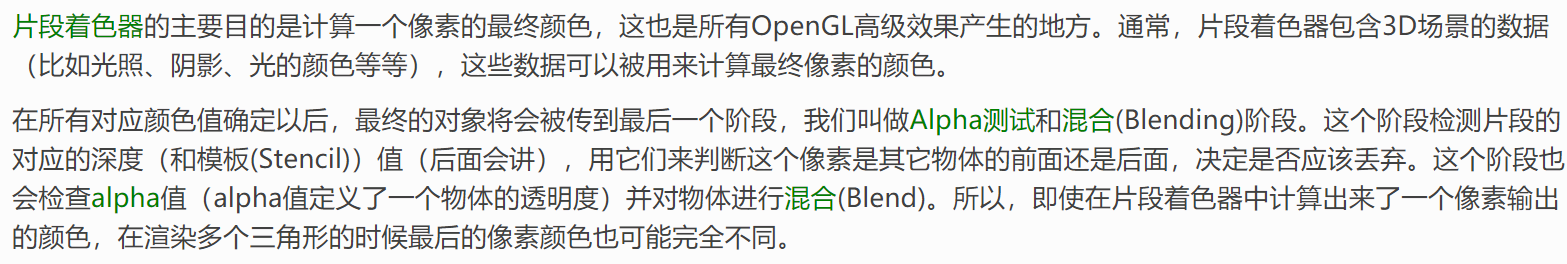 片段着色器的主要目的是计算一个像素的最终颜色，这也是所有OpenGL高级效果产生的地方。通常，片段着色器包含3D场景的数据
（比如光照、阴影、光的颜色等等），这些数据可以被用来计算最终像素的颜色。
在所有对应颜色值确定以后，最终的对象将会被传到最后一个阶段，我们叫做Alpha测试和混合(Blending)阶段。这个阶段检测片段的
对应的深度（和模板(Stencil)）值（后面会讲），用它们来判断这个像素是其它物体的前面还是后面，决定是否应该丢弃。这个阶段也
会检查alpha值（alpha值定义了一个物体的透明度）并对物体进行混合(Blend)。所以，即使在片段着色器中计算出来了一个像素输出
的颜色，在渲染多个三角形的时候最后的像素颜色也可能完全不同。